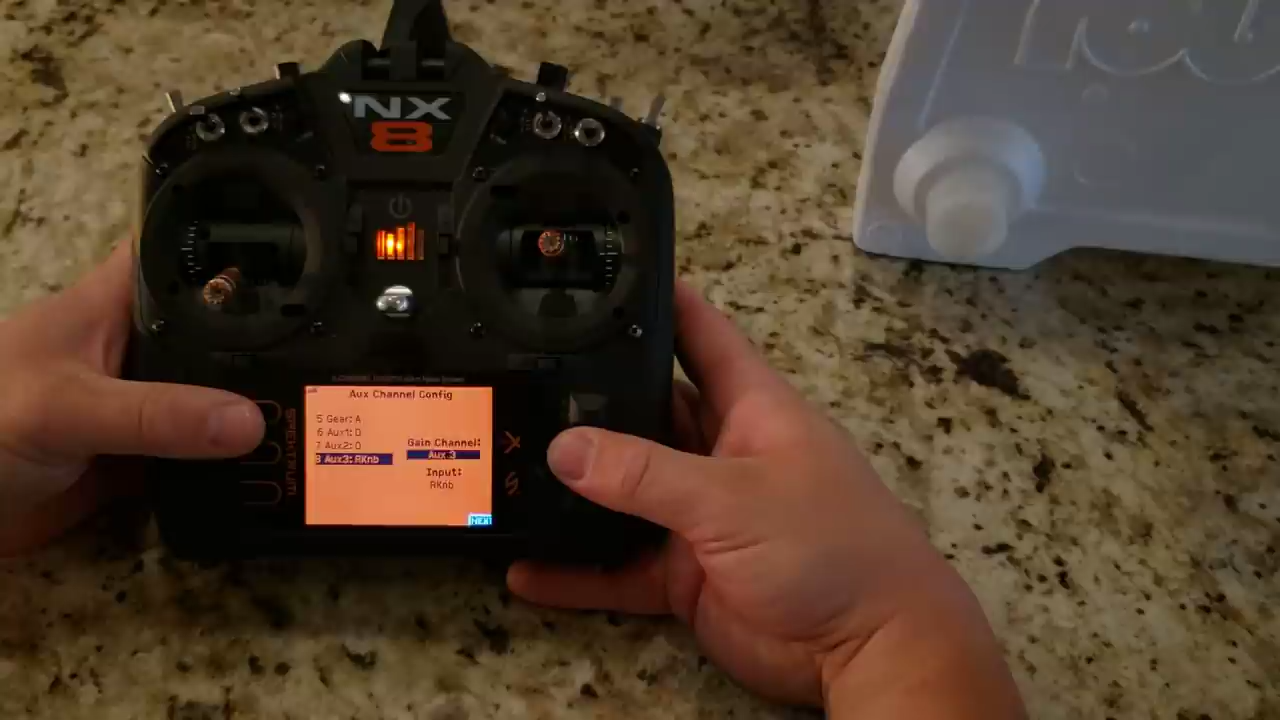 NX
8
Aux Channel Config
5 Gear: A
6 Aux1: D
7 Aux2: O
8 Aux3: RKnb
Gain Channel:
Aux 3
Input:
RKnb
NEXT
SPEKTRUM